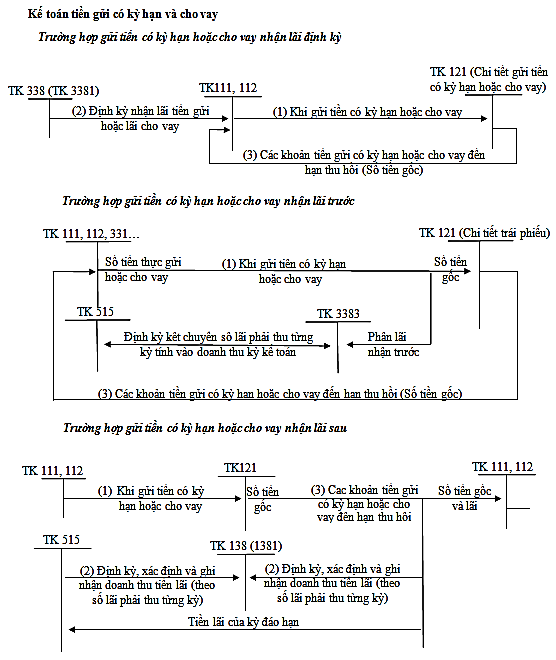 Kế toán tiền gửi có kỳ hạn và cho vay
Trường hợp gửi tiền có kỳ hạn hoặc cho vay nhận lãi định kỳ
TK 338 (TK 3381)
TK111, 112
TK 121 (Chi tiết gửi tiền
có kỳ hạn hoặc cho vay)
(2) Định kỳ nhận lãi tiền gửi
hoặc lãi cho vay
(1) Khi gửi tiền có kỳ hạn hoặc cho vay
(3) Các khoản tiền gửi có kỳ hạn hoặc cho vay đến
hạn thu hồi (Số tiền gốc)
Trường hợp gửi tiền có kỳ hạn hoặc cho vay nhận lãi trước
TK 111, 112, 331...
TK 121 (Chi tiết trái phiếu)
Số tiền thực gửi
hoặc cho vay
(1) Khi gửi tiên có kỳ hạn
hoặc cho vay
Số tiền
gốc
TK 515
TK 3383
Định kỳ kết chuyên số lãi phải thu từng
kỳ tính vào doanh thu kỳ kế toán
Phân lãi
nhận trước
(3) Các khoản tiền gửi có kỳ han hoặc cho vay đến han thu hồi (Số tiền gốc)
Trường hợp gửi tiền có kỳ hạn hoặc cho vay nhận lãi sau
TK 111, 112
TK121
TK 111, 112
(1) Khi gửi tiền có kỳ
hạn hoặc cho vay
Số tiền
gốc
(3) Cac khoản tiền gửi
có kỳ hạn hoặc cho
vay đến hạn thu hồi
Số tiền gốc
và lãi
TK 515
TK 138 (1381)
(2) Định kỳ, xác định và ghi
nhận doanh thu tiền lãi (theo
số lãi phải thu từng kỳ)
(2) Định kỳ, xác định và ghi
nhận doanh thu tiền lãi (theo
số lãi phải thu từng kỳ)
Tiền lãi của kỳ đáo hạn